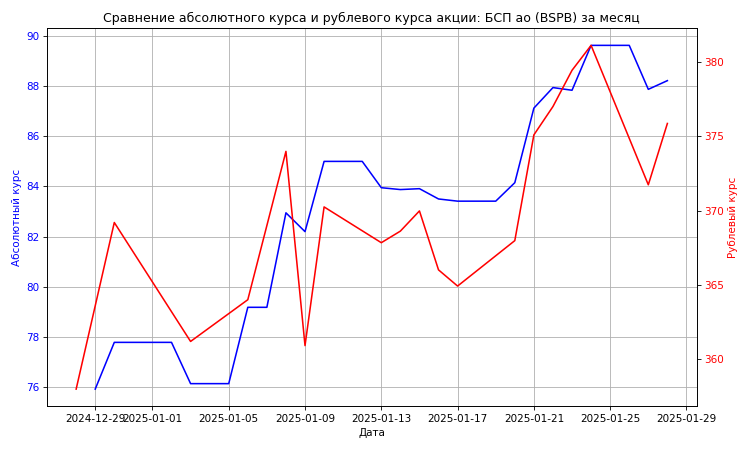 Сравнение абсолютного курса и рублевого курса акции: БСП ао (BSPB) за месяц
Абсолютный курс
90
88
86
84
82
80
78
76
380
375
370
365
360
Рублевый курс
2024-12-29 2025-01-01 2025-01-05 2025-01-09 2025-01-13 2025-01-17 2025-01-21 2025-01-25 2025-01-29
Дата